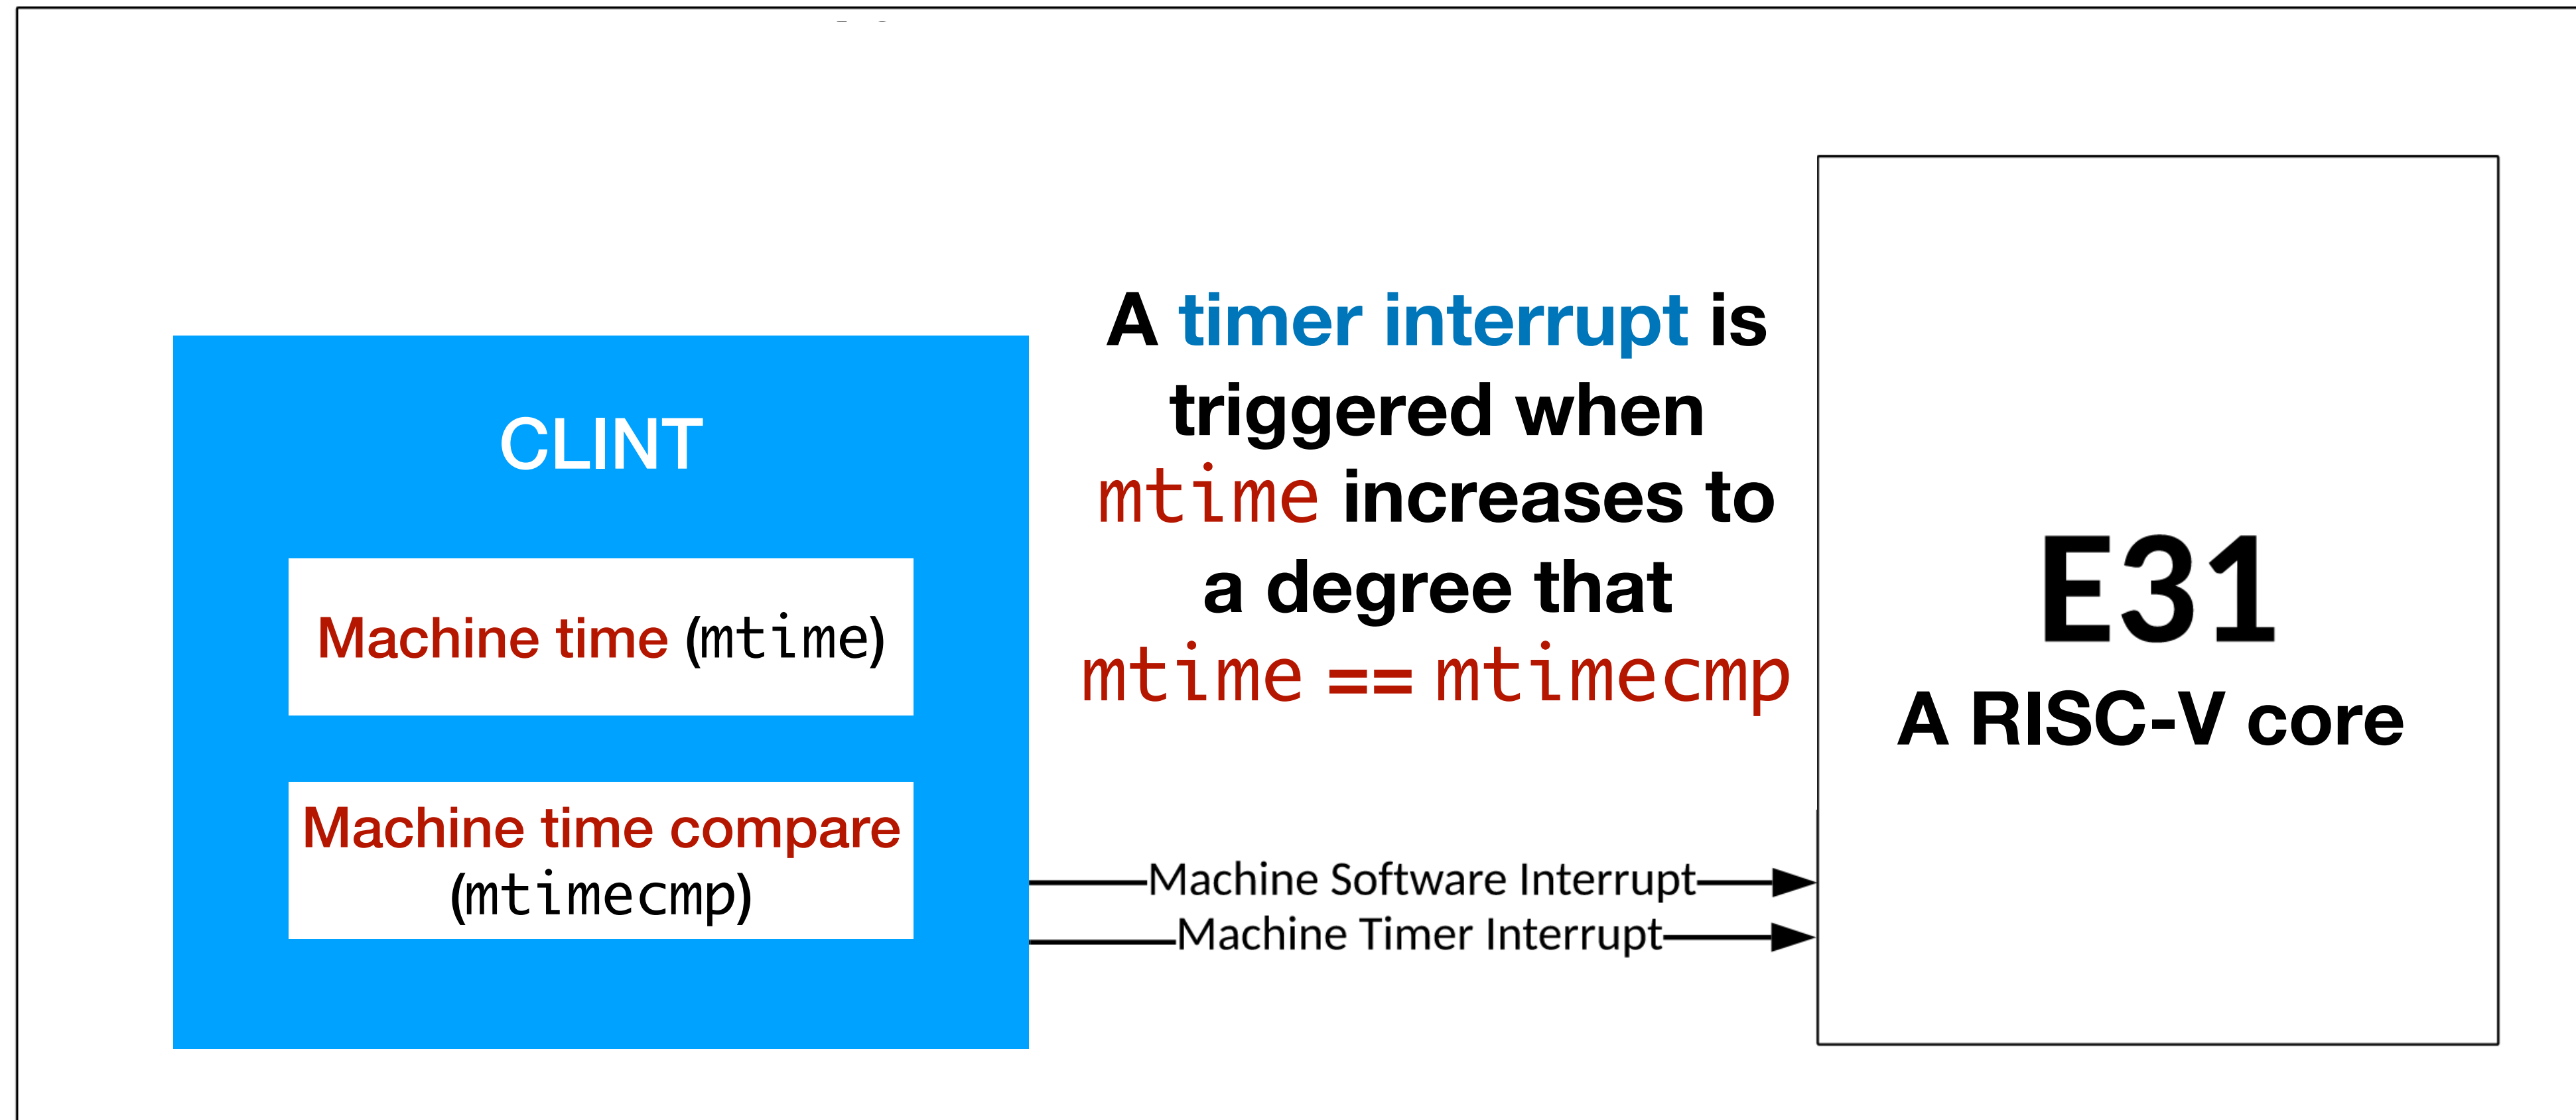 CLINT
Machine time (mtime)
Machine time compare
(mtimecmp)
A timer interrupt is
triggered when
mtime increases to
a degree that
mtime == mtimecmp
Machine Software Interrupt
Machine Timer Interrupt
E31
A RISC-V core